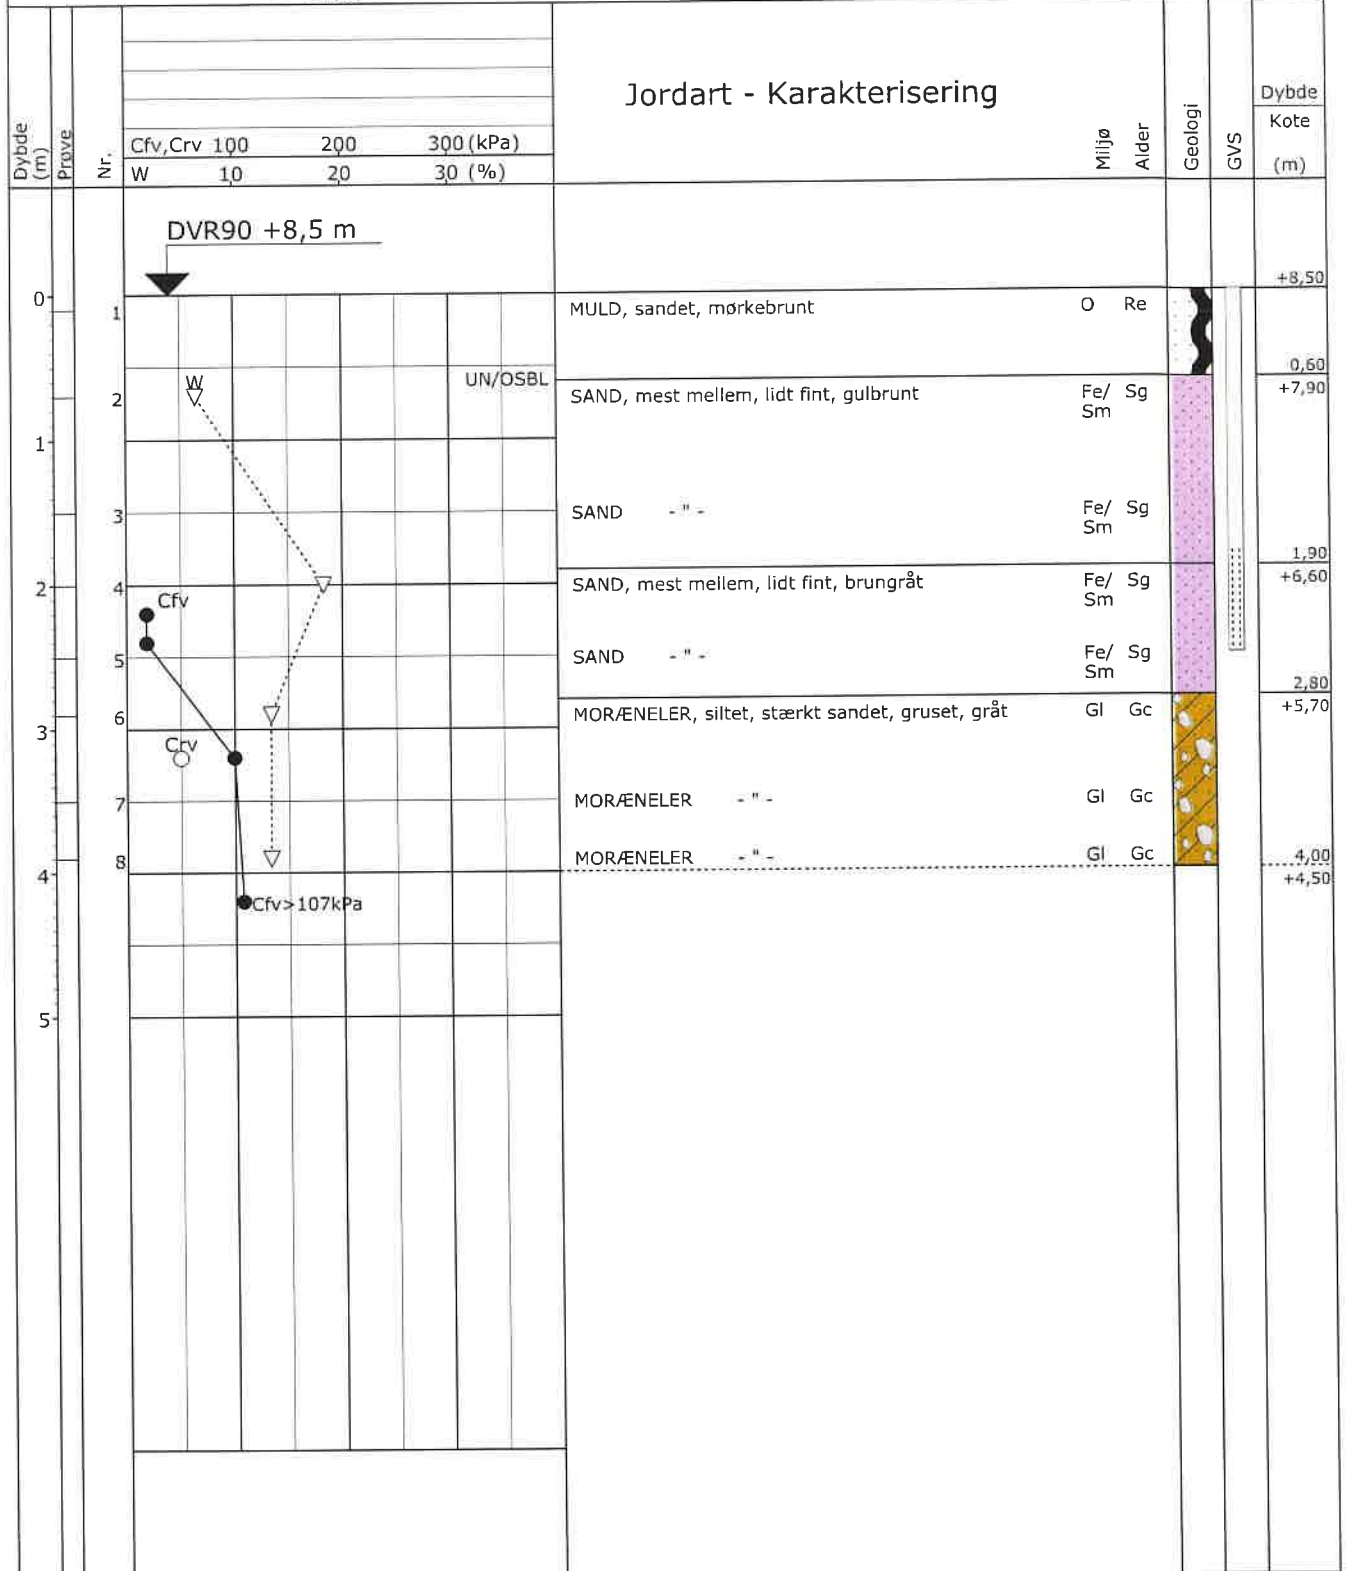 Jordart - Karakterisering
Dybde (m)
Prøve
Nr.
Cfv,Crv 100 200 300 (kPa)
W 10 20 30 (%)
Miljø
Alder
Geologi
GVS
Dybde
Kote
(m)
DVR90 +8,5 m
+8,50
0
1 MULD, sandet, mørkebrunt O Re
0,60
UN/OSBL
W
2 SAND, mest mellem, lidt fint, gulbrunt Fe/ Sg +7,90
Sm
1
3 SAND - " - Fe/ Sg
Sm
1,90
2 4 SAND, mest mellem, lidt fint, brungråt Fe/ Sg +6,60
Sm
Cfv
5 SAND - " - Fe/ Sg
Sm
2,80
6 MORÆNELER, siltet, stærkt sandet, gruset, gråt Gl Gc +5,70
3
Crv
7 MORÆNELER - " - Gl Gc
8 MORÆNELER - " - Gl Gc 4,00
4 +4,50
Cfv>107kPa
5